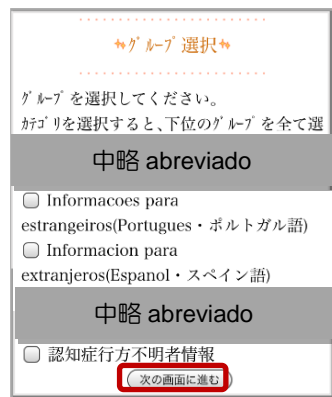 ｸﾞﾙｰﾌﾟ選択
ｸﾞﾙｰﾌﾟを選択してください。
ｶﾃｺﾞﾘを選択すると、下位のｸﾞﾙｰﾌﾟを全て選
中略 abreviado
Informacoes para
estrangeiros(Portugues・ポルトガル語)
Informacion para
extranjeros(Espanol・スペイン語)
中略 abreviado
認知症行方不明者情報
次の画面に進む